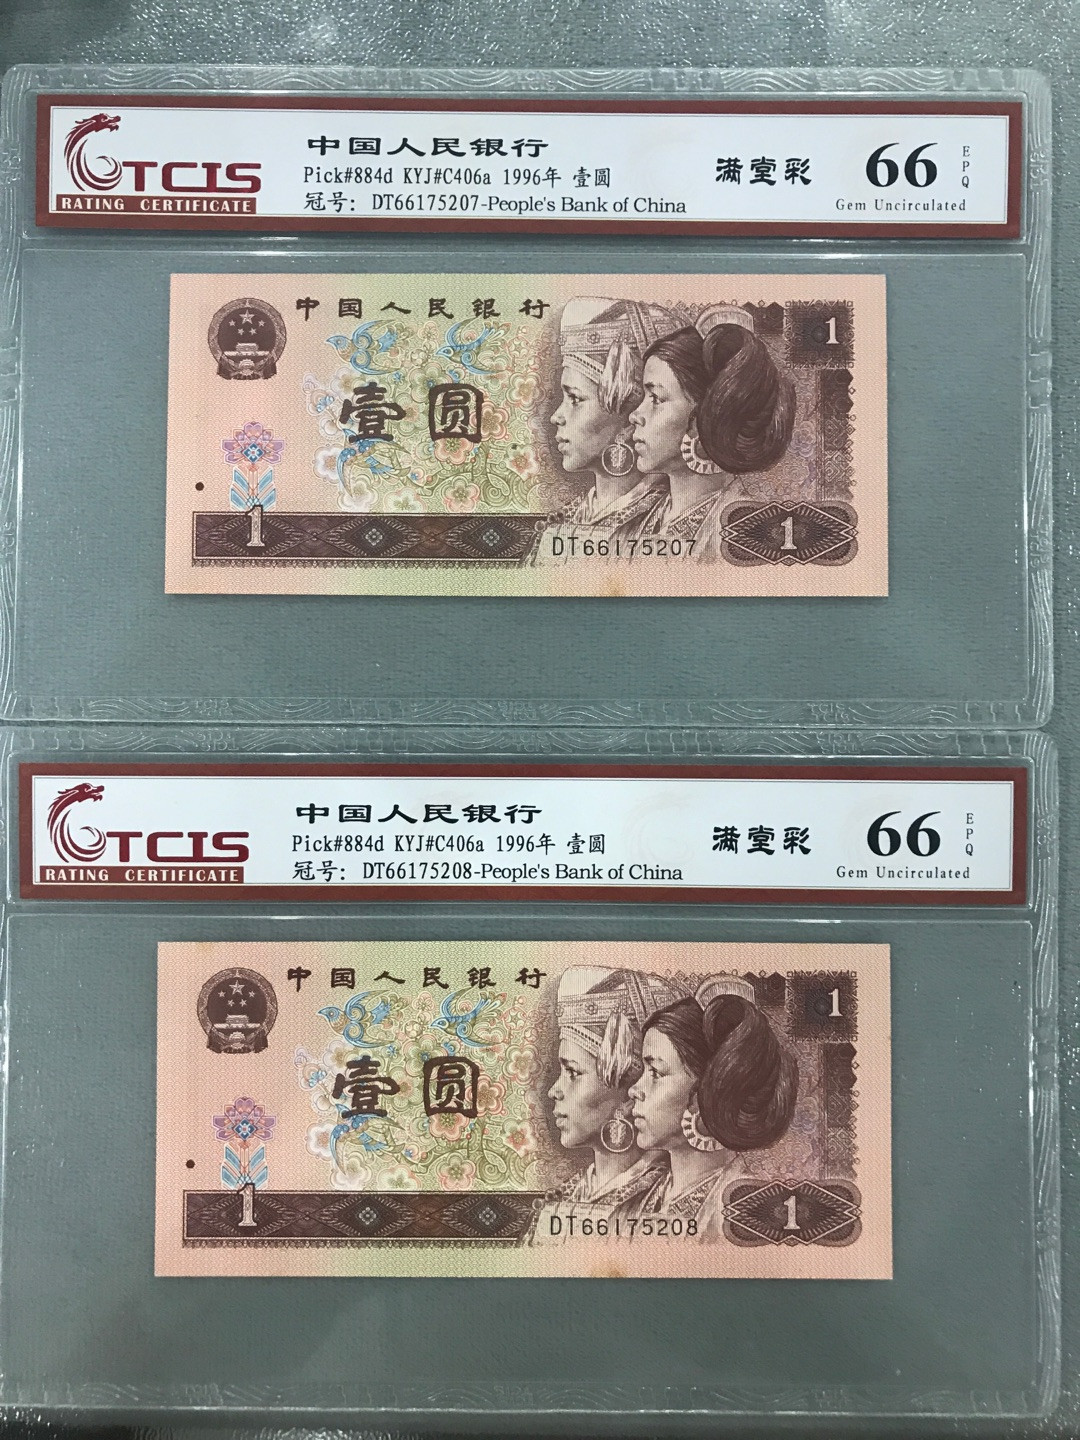 TCIS
RATING CERTIFICATE
中国人民银行
Pick#884d KYJ#C406a 1996年 壹圆
冠号: DT66175207-People's Bank of China
满堂彩
66
EPQ
Gem Uncirculated
中国人民银行
1
壹圆
1
DT66175207
1
TCIS
RATING CERTIFICATE
中国人民银行
Pick#884d KYJ#C406a 1996年 壹圆
冠号: DT66175208-People's Bank of China
满堂彩
66
EPQ
Gem Uncirculated
中国人民银行
1
壹圆
1
DT66175208
1